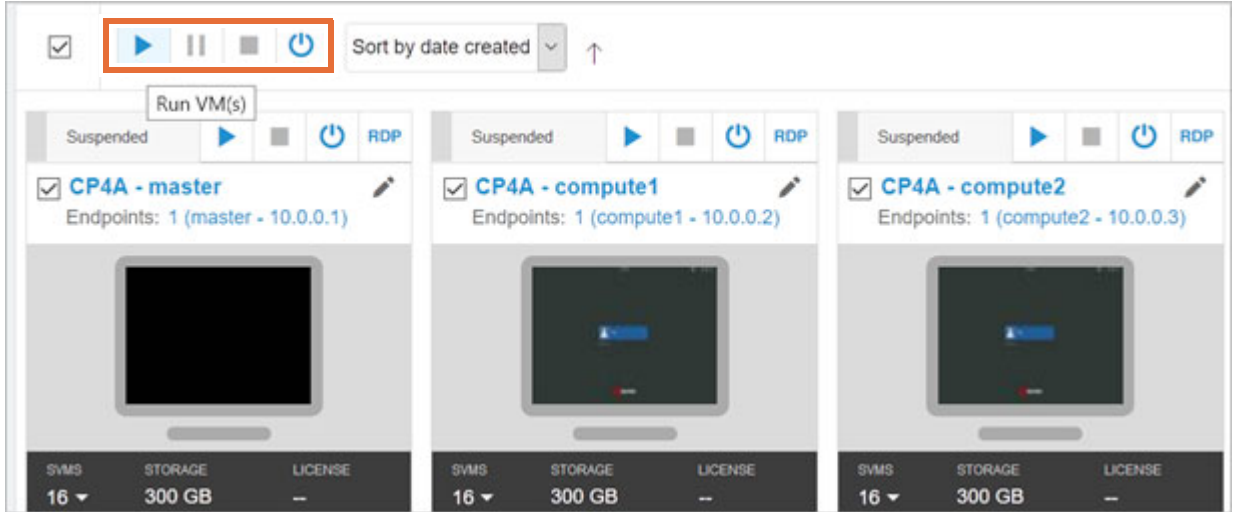 Sort by date created
Run VM(s)
Suspended RDP
CP4A - master
Endpoints: 1 (master - 10.0.0.1)
SVMS STORAGE LICENSE
16 300 GB --
Suspended RDP
CP4A - compute1
Endpoints: 1 (compute1 - 10.0.0.2)
SVMS STORAGE LICENSE
16 300 GB --
Suspended RDP
CP4A - compute2
Endpoints: 1 (compute2 - 10.0.0.3)
SVMS STORAGE LICENSE
16 300 GB --